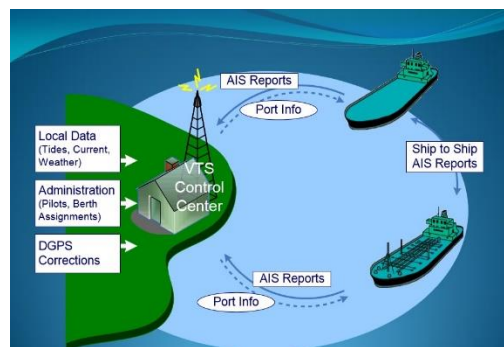 AIS Reports
Port Info
Local Data
(Tides, Current,
Weather)
VTS
Control
Center
Ship to Ship
AIS Reports
Administration
(Pilots, Berth
Assignments)
DGPS
Corrections
AIS Reports
Port Info